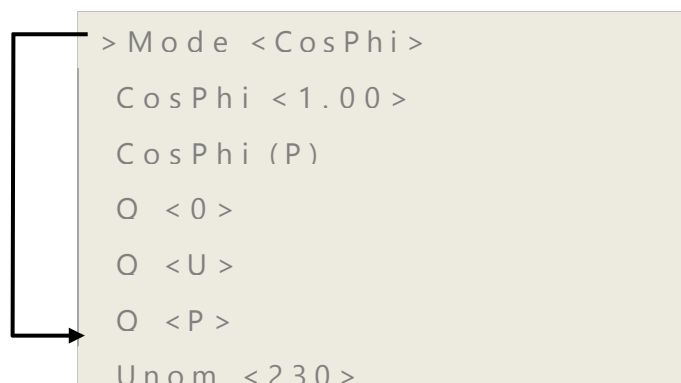 >Mode <CosPhi>
CosPhi <1.00>
CosPhi (P)
Q <0>
Q <U>
Q <P>
Unom <230>